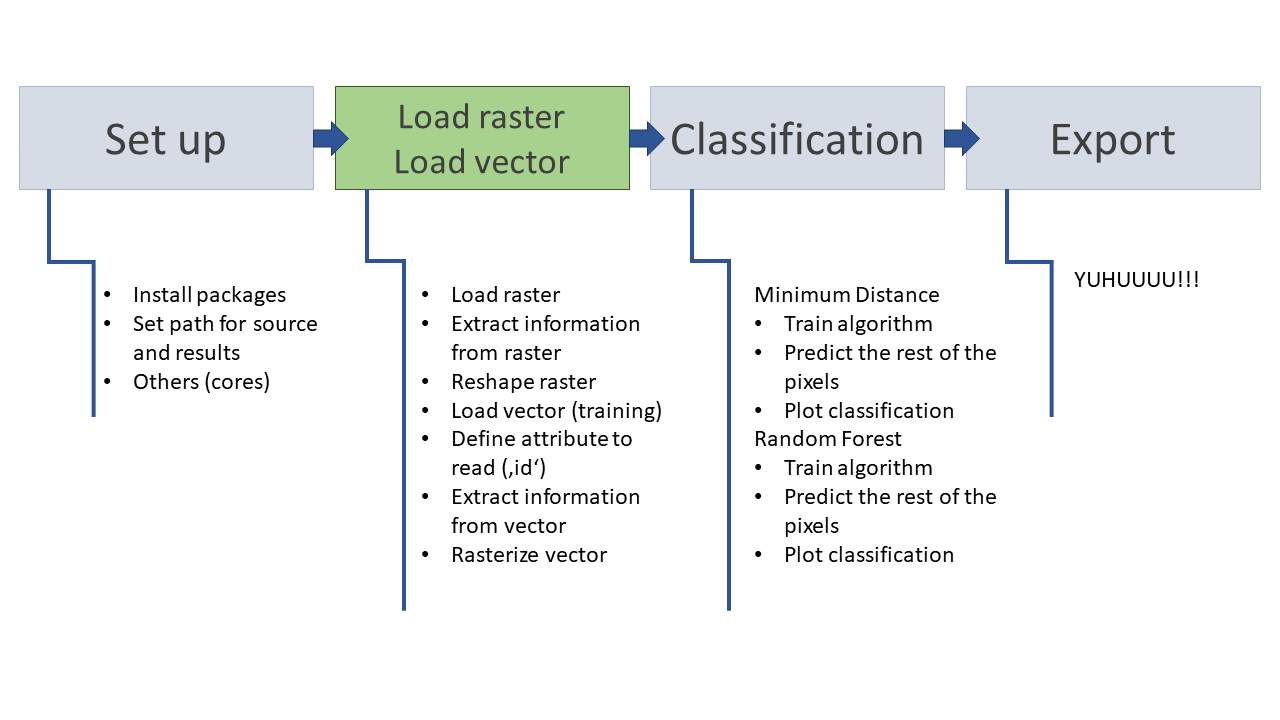 Set up
Load raster
Load vector
Classification
Export
• Install packages
• Set path for source
and results
• Others (cores)
• Load raster
• Extract information
from raster
• Reshape raster
• Load vector (training)
• Define attribute to
read (‚id‘)
• Extract information
from vector
• Rasterize vector
Minimum Distance
• Train algorithm
• Predict the rest of the
pixels
• Plot classification
Random Forest
• Train algorithm
• Predict the rest of the
pixels
• Plot classification
YUHUUUU!!!